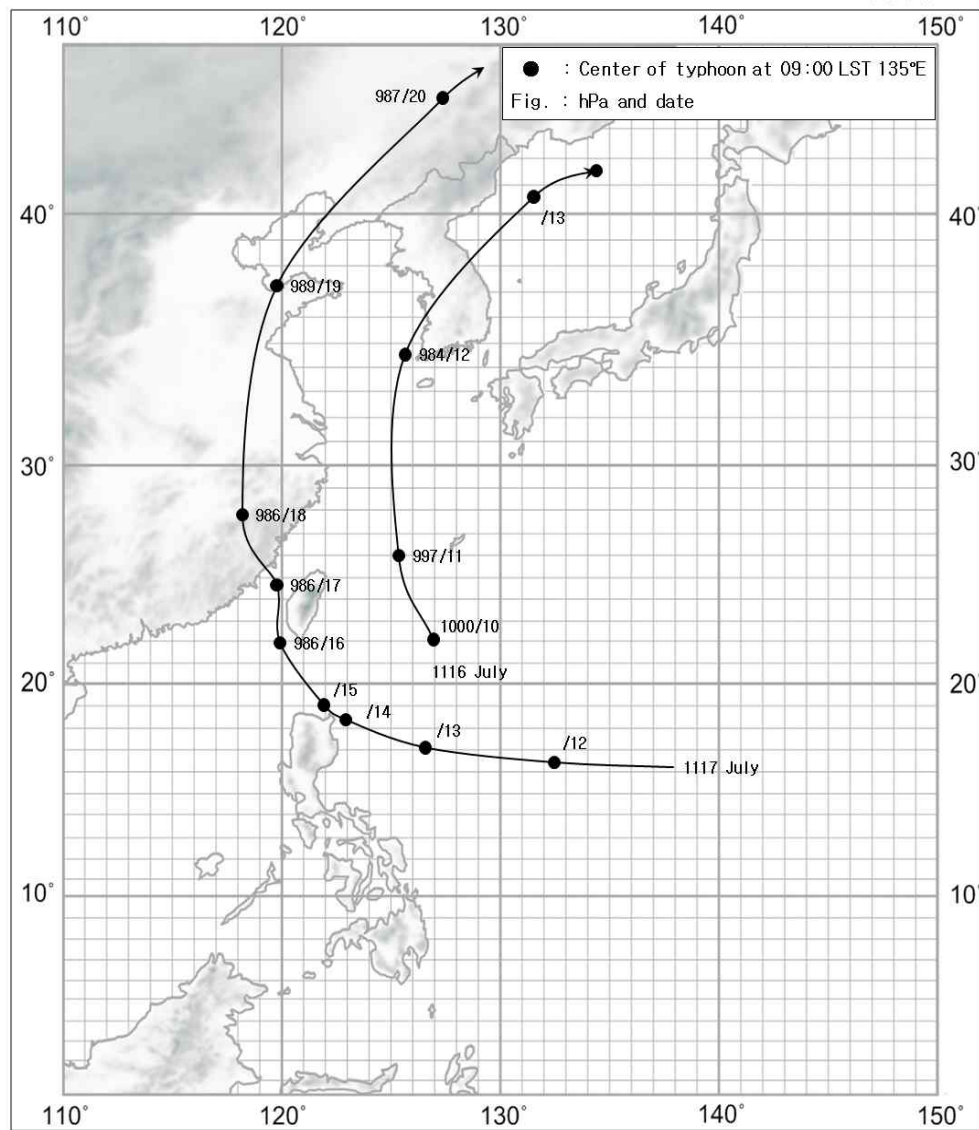 110° 120° 130° 140° 150°
● : Center of typhoon at 09:00 LST 135°E
Fig. : hPa and date
987/20
40° 40°
/13
989/19
984/12
30° 30°
986/18
997/11
986/17
1000/10
986/16
1116 July
20° 20°
/15
/14
/13
/12
1117 July
10° 10°
110° 120° 130° 140° 150°